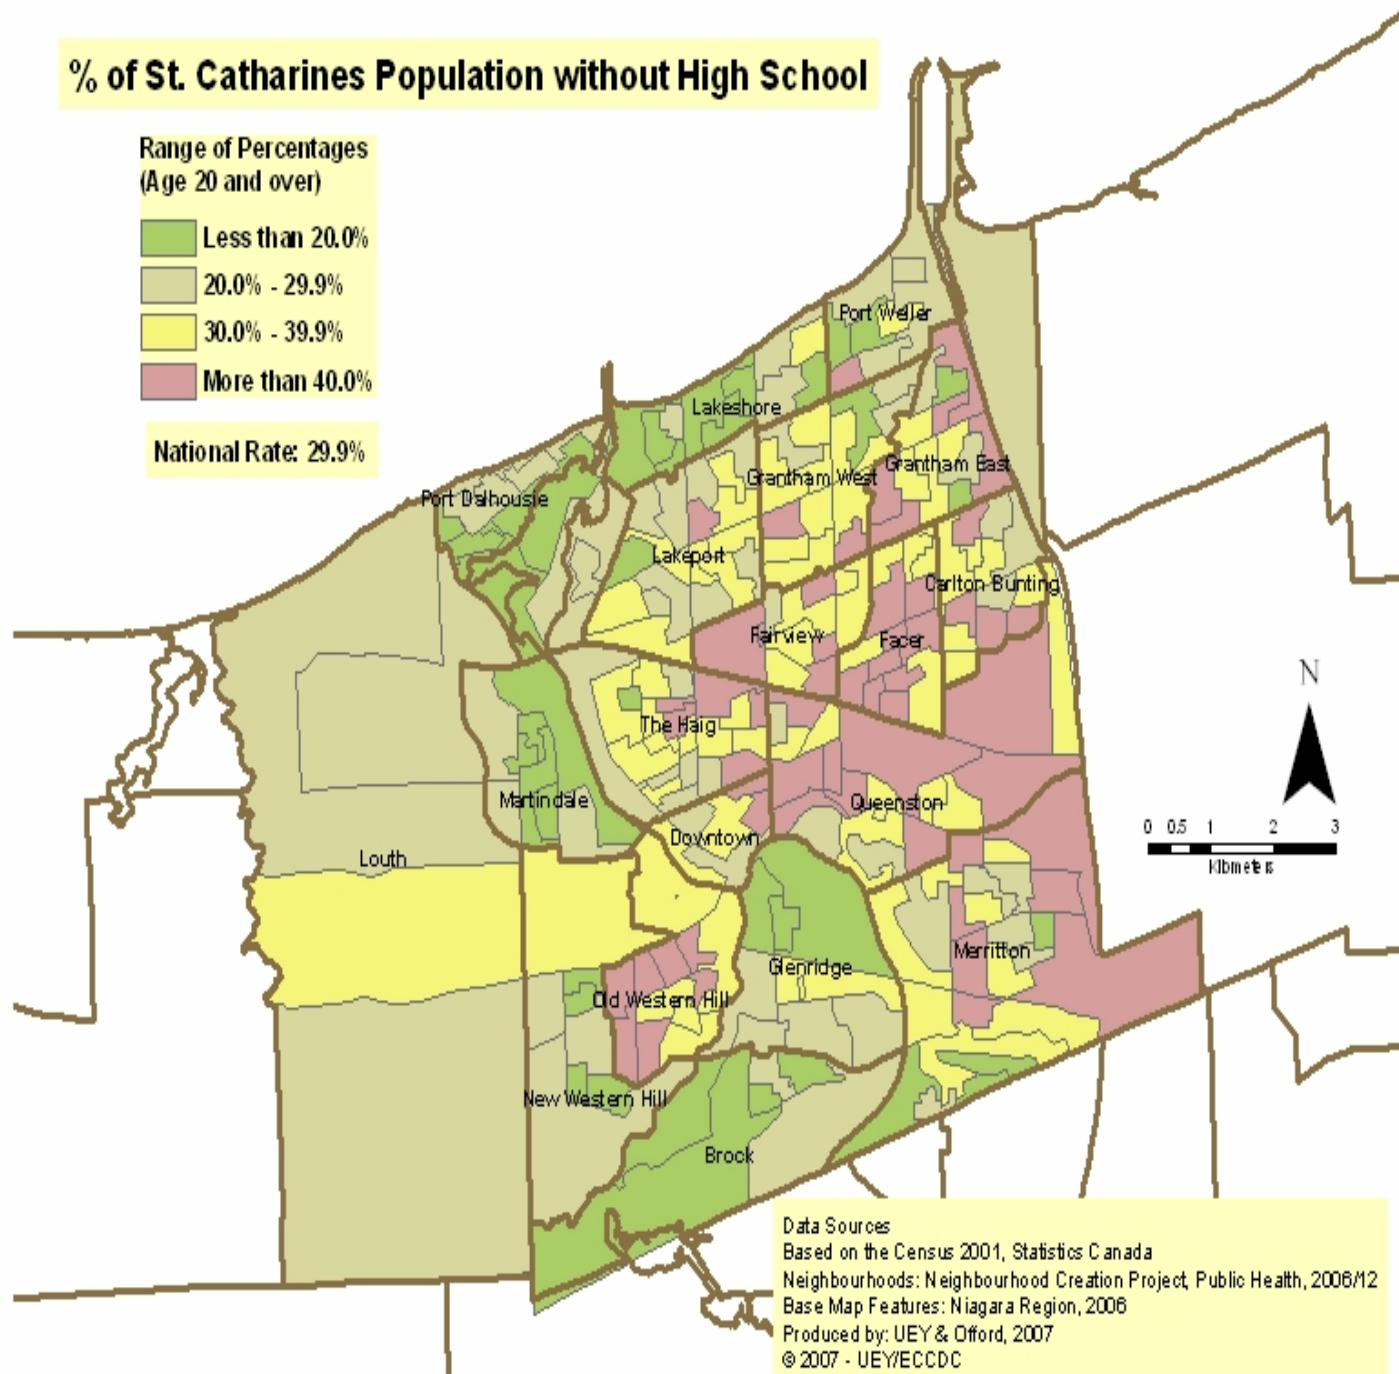 % of St. Catharines Population without High School
Range of Percentages
(Age 20 and over)
Less than 20.0%
20.0% - 29.9%
30.0% - 39.9%
More than 40.0%
National Rate: 29.9%
Port Weller
Lakeshore
Grantham West
Grantham East
Port Dalhousie
Lakeport
Carlton Bunting
Fairview
Facer
The Haig
Martindale
Queenston
Downtown
Louth
Merritton
Glenridge
Old Western Hill
New Western Hill
Brock
N
0 0.5 1 2 3
Kilometers
Data Sources
Based on the Census 2001, Statistics Canada
Neighbourhoods: Neighbourhood Creation Project, Public Health, 2006/12
Base Map Features: Niagara Region, 2006
Produced by: UEY & Offord, 2007
© 2007 - UEY/ECCDC